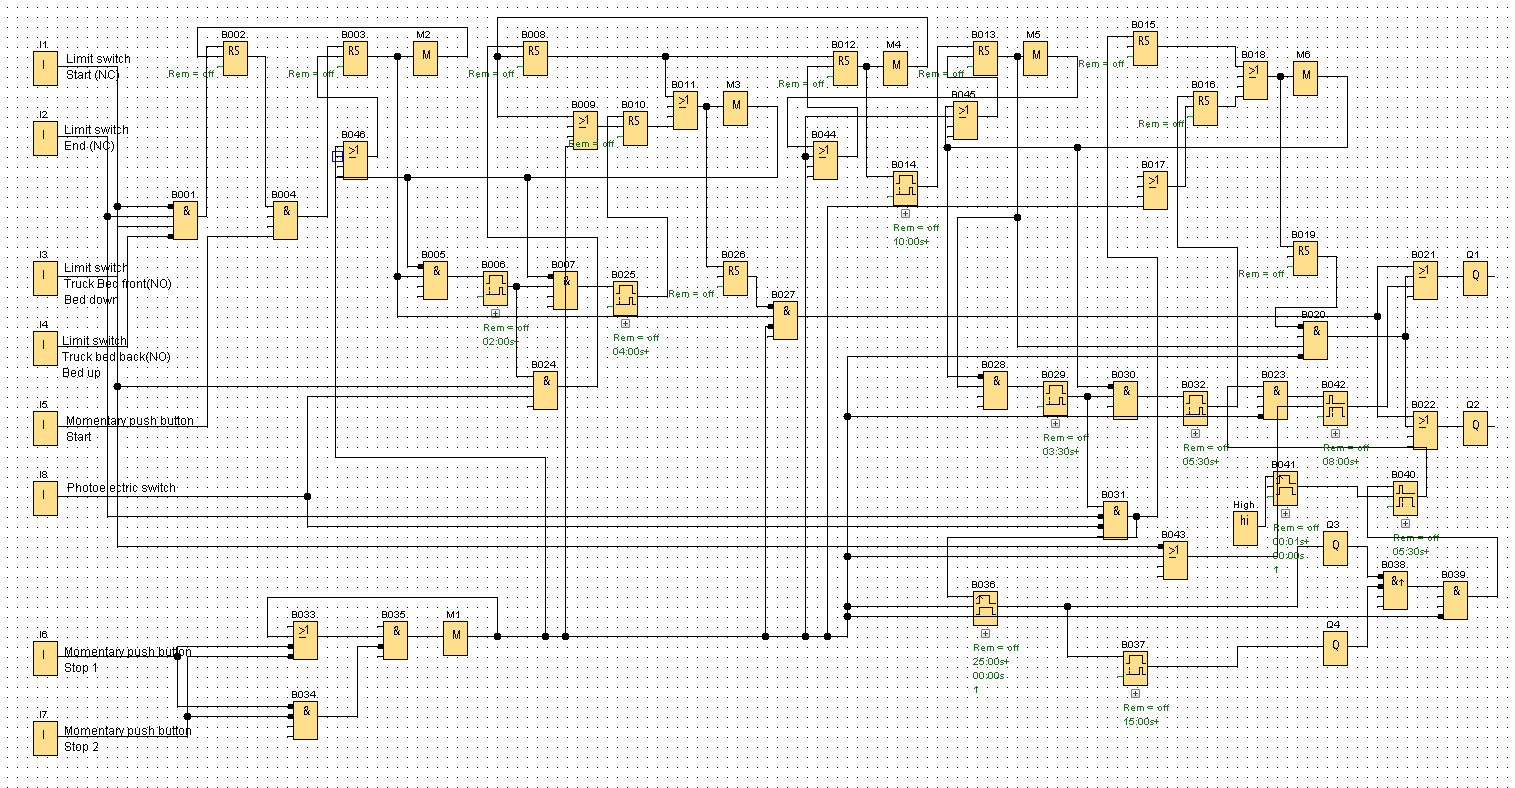 I1.
I
Limit switch
Start (NC)
I2.
I
Limit switch
End (NC)
I3.
I
Limit switch
Truck Bed front(NO)
Bed down
I4.
I
Limit switch
Truck bed back(NO)
Bed up
I5.
I
Momentary push button
Start
I8.
I
Photoelectric switch
I6.
I
Momentary push button
Stop 1
I7.
I
Momentary push button
Stop 2
B002.
RS
Rem = off
B003.
RS
Rem = off
M2
M
B046.
≥1
B001.
&
B004.
&
B008.
RS
B009.
≥1
B010.
RS
Rem = off
B011.
≥1
M3
M
B012.
RS
Rem = off
M4
M
B013.
RS
Rem = off
M5
M
B045.
≥1
B044.
≥1
B014.
Rem = off
10:00s+
B015.
RS
Rem = off
B016.
RS
Rem = off
B018.
≥1
M6
M
B017.
≥1
B019.
RS
Rem = off
B005.
&
B006.
Rem = off
02:00s+
B007.
&
B025.
Rem = off
04:00s+
B026.
RS
Rem = off
B027.
&
B024.
&
B021.
≥1
Q1
Q
B020.
&
B028.
&
B029.
Rem = off
03:30s+
B030.
&
B032.
Rem = off
05:30s+
B023.
&
B042.
Rem = off
08:00s+
B022.
≥1
Q2
Q
B041.
Rem = off
00:01s+
00:00s
1
High.
hi
B040.
Rem = off
05:30s+
B031.
&
B043.
≥1
Q3
Q
B038.
&↑
B039.
&
B036.
Rem = off
25:00s+
00:00s
1
B037.
Rem = off
15:00s+
Q4
Q
B033.
≥1
B035.
&
M1
M
B034.
&